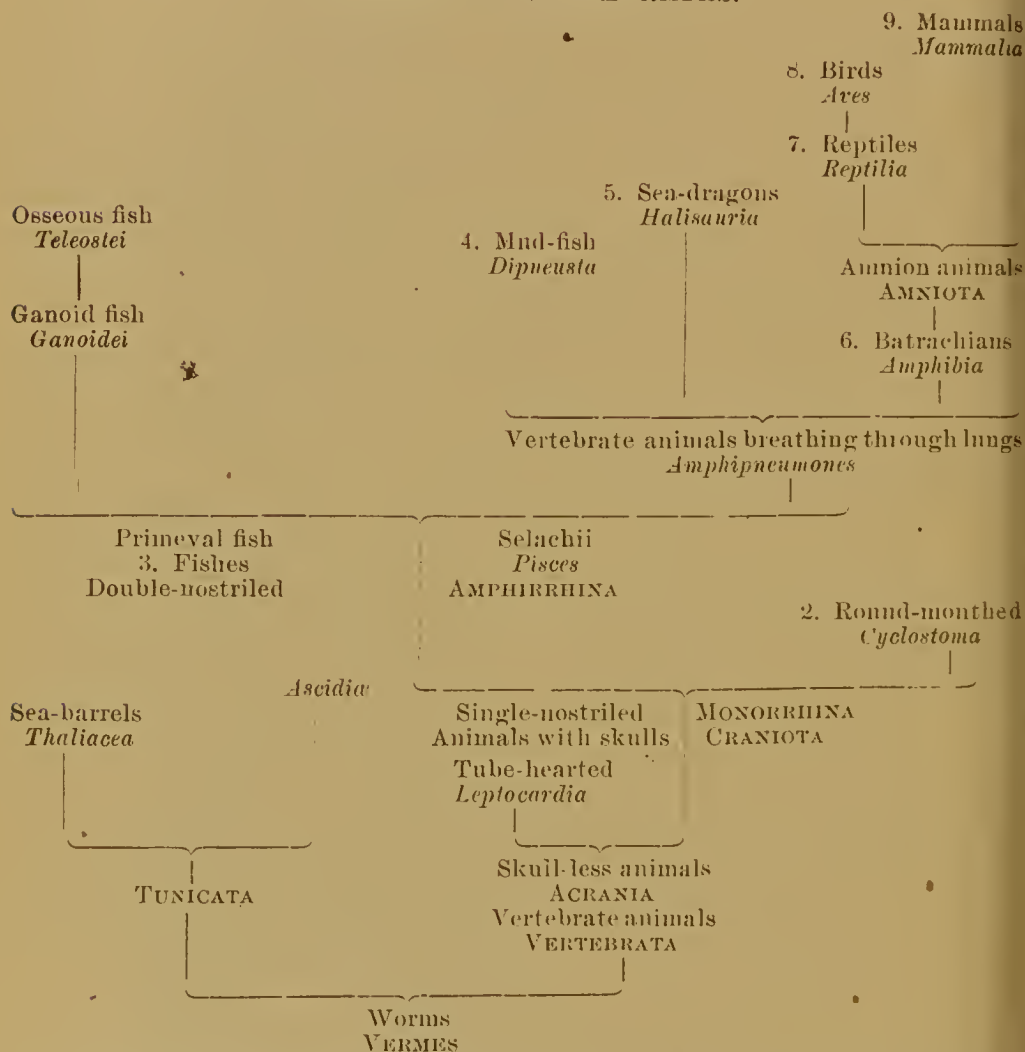 9. Mammals
Mammalia
8. Birds
Aves
7. Reptiles
Reptilia
5. Sea-dragons
Halisauria
Osseous fish
Teleostei
4. Mud-fish
Dipneusta
Amnion animals
AMNIOTA
Ganoid fish
Ganoidei
6. Batrachians
Amphibia
Vertebrate animals breathing through lungs
Amphipneumones
Primeval fish Selachii
3. Fishes Pisces
Double-nostriled AMPHIRRHINA
2. Round-mouthed
Cyclostoma
Ascidiæ
Sea-barrels
Thaliacea
Single-nostriled MONORRHINA
Animals with skulls CRANIOTA
Tube-hearted
Leptocardia
Skull-less animals
ACRANIA
TUNICATA
Vertebrate animals
VERTEBRATA
Worms
VERMES